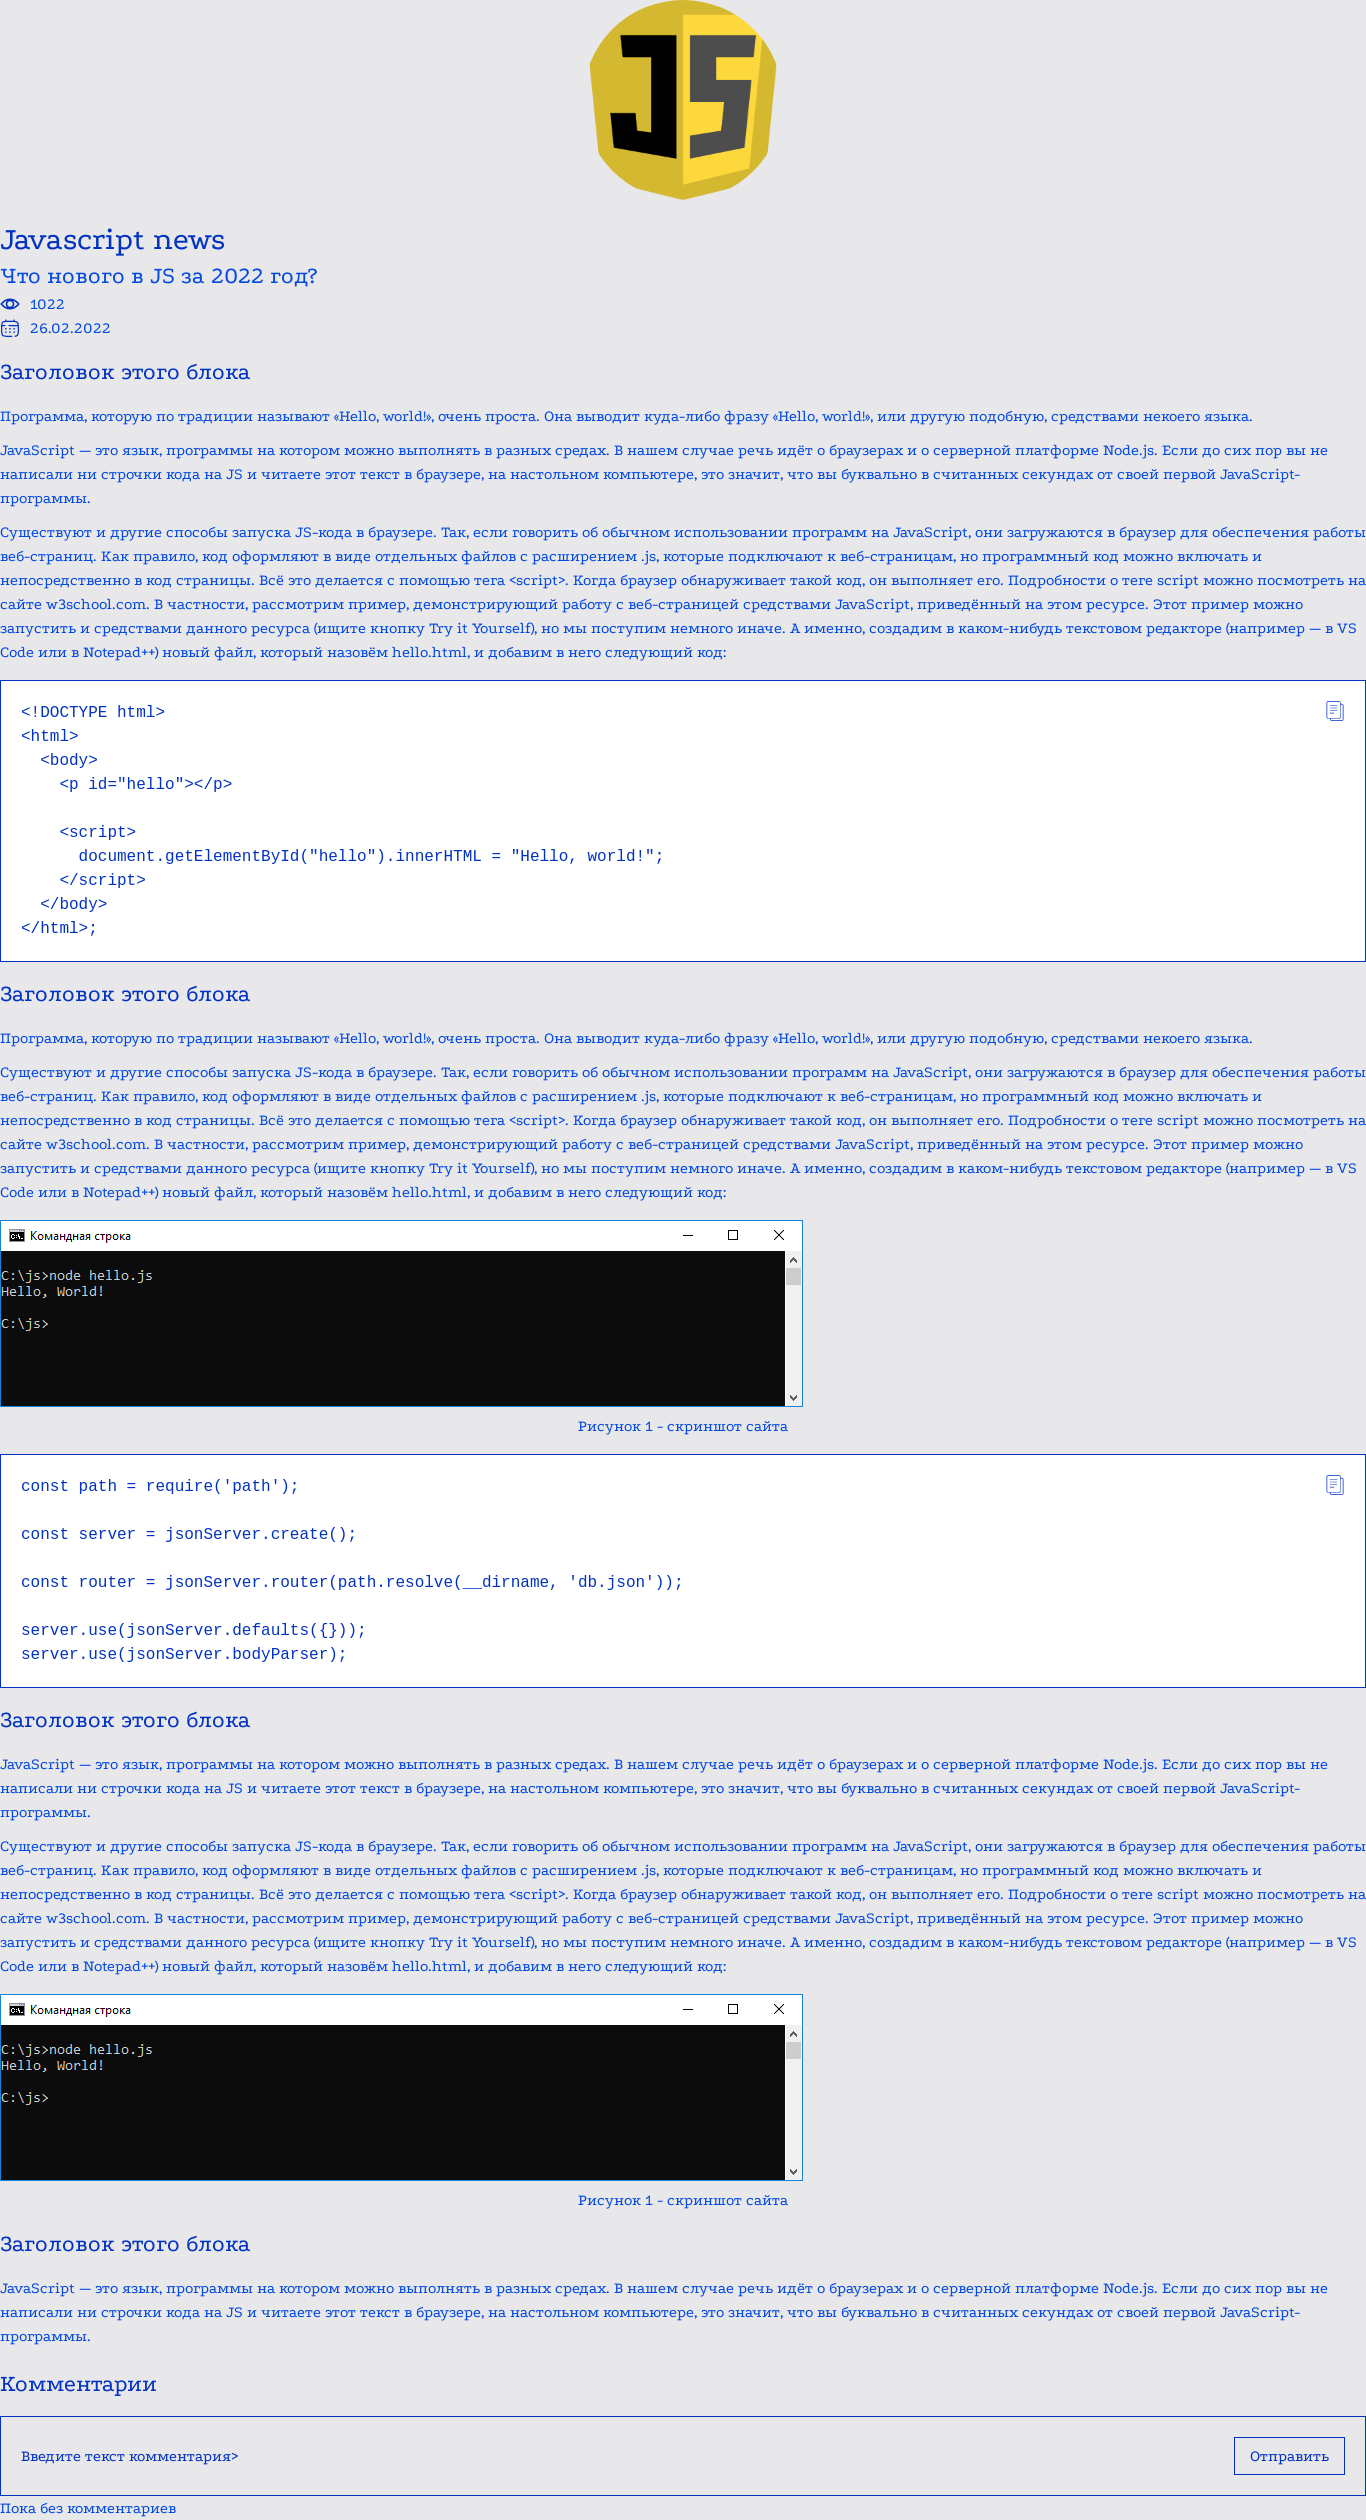 JS
Javascript news
Что нового в JS за 2022 год?
1022
26.02.2022
Заголовок этого блока
Программа, которую по традиции называют «Hello, world!», очень проста. Она выводит куда-либо фразу «Hello, world!», или другую подобную, средствами некоего языка.
JavaScript — это язык, программы на котором можно выполнять в разных средах. В нашем случае речь идёт о браузерах и о серверной платформе Node.js. Если до сих пор вы не
написали ни строчки кода на JS и читаете этот текст в браузере, на настольном компьютере, это значит, что вы буквально в считанных секундах от своей первой JavaScript-
программы.
Существуют и другие способы запуска JS-кода в браузере. Так, если говорить об обычном использовании программ на JavaScript, они загружаются в браузер для обеспечения работы
веб-страниц. Как правило, код оформляют в виде отдельных файлов с расширением .js, которые подключают к веб-страницам, но программный код можно включать и
непосредственно в код страницы. Всё это делается с помощью тега <script>. Когда браузер обнаруживает такой код, он выполняет его. Подробности о теге script можно посмотреть на
сайте w3school.com. В частности, рассмотрим пример, демонстрирующий работу с веб-страницей средствами JavaScript, приведённый на этом ресурсе. Этот пример можно
запустить и средствами данного ресурса (ищите кнопку Try it Yourself), но мы поступим немного иначе. А именно, создадим в каком-нибудь текстовом редакторе (например — в VS
Code или в Notepad++) новый файл, который назовём hello.html, и добавим в него следующий код:
<!DOCTYPE html>
<html>
  <body>
    <p id="hello"></p>
    <script>
      document.getElementById("hello").innerHTML = "Hello, world!";
    </script>
  </body>
</html>;
Заголовок этого блока
Программа, которую по традиции называют «Hello, world!», очень проста. Она выводит куда-либо фразу «Hello, world!», или другую подобную, средствами некоего языка.
Существуют и другие способы запуска JS-кода в браузере. Так, если говорить об обычном использовании программ на JavaScript, они загружаются в браузер для обеспечения работы
веб-страниц. Как правило, код оформляют в виде отдельных файлов с расширением .js, которые подключают к веб-страницам, но программный код можно включать и
непосредственно в код страницы. Всё это делается с помощью тега <script>. Когда браузер обнаруживает такой код, он выполняет его. Подробности о теге script можно посмотреть на
сайте w3school.com. В частности, рассмотрим пример, демонстрирующий работу с веб-страницей средствами JavaScript, приведённый на этом ресурсе. Этот пример можно
запустить и средствами данного ресурса (ищите кнопку Try it Yourself), но мы поступим немного иначе. А именно, создадим в каком-нибудь текстовом редакторе (например — в VS
Code или в Notepad++) новый файл, который назовём hello.html, и добавим в него следующий код:
Командная строка
C:\js>node hello.js
Hello, World!
C:\js>
Рисунок 1 - скриншот сайта
const path = require('path');
const server = jsonServer.create();
const router = jsonServer.router(path.resolve(__dirname, 'db.json'));
server.use(jsonServer.defaults({}));
server.use(jsonServer.bodyParser);
Заголовок этого блока
JavaScript — это язык, программы на котором можно выполнять в разных средах. В нашем случае речь идёт о браузерах и о серверной платформе Node.js. Если до сих пор вы не
написали ни строчки кода на JS и читаете этот текст в браузере, на настольном компьютере, это значит, что вы буквально в считанных секундах от своей первой JavaScript-
программы.
Существуют и другие способы запуска JS-кода в браузере. Так, если говорить об обычном использовании программ на JavaScript, они загружаются в браузер для обеспечения работы
веб-страниц. Как правило, код оформляют в виде отдельных файлов с расширением .js, которые подключают к веб-страницам, но программный код можно включать и
непосредственно в код страницы. Всё это делается с помощью тега <script>. Когда браузер обнаруживает такой код, он выполняет его. Подробности о теге script можно посмотреть на
сайте w3school.com. В частности, рассмотрим пример, демонстрирующий работу с веб-страницей средствами JavaScript, приведённый на этом ресурсе. Этот пример можно
запустить и средствами данного ресурса (ищите кнопку Try it Yourself), но мы поступим немного иначе. А именно, создадим в каком-нибудь текстовом редакторе (например — в VS
Code или в Notepad++) новый файл, который назовём hello.html, и добавим в него следующий код:
Командная строка
C:\js>node hello.js
Hello, World!
C:\js>
Рисунок 1 - скриншот сайта
Заголовок этого блока
JavaScript — это язык, программы на котором можно выполнять в разных средах. В нашем случае речь идёт о браузерах и о серверной платформе Node.js. Если до сих пор вы не
написали ни строчки кода на JS и читаете этот текст в браузере, на настольном компьютере, это значит, что вы буквально в считанных секундах от своей первой JavaScript-
программы.
Комментарии
Введите текст комментария>
Отправить
Пока без комментариев